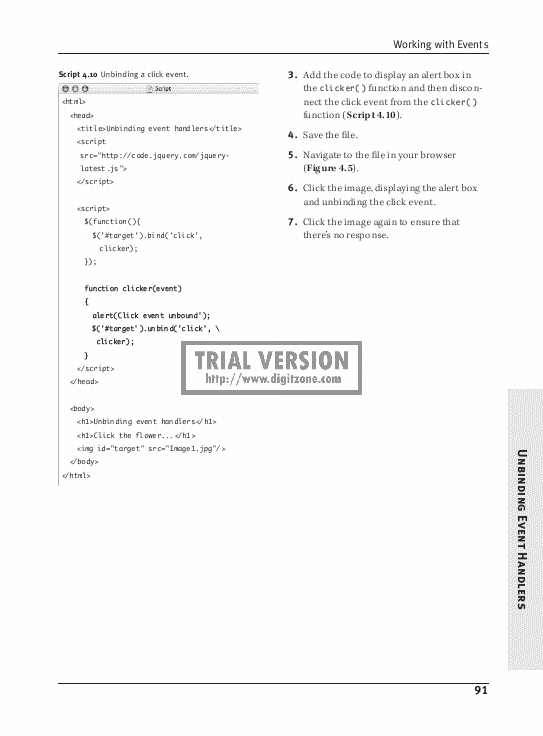 Working with Events
Script 4.10 Unbinding a click event.
Script
<html>
<head>
<title>Unbinding event handlers</title>
<script
src="http://code.jquery.com/jquery-
latest.js">
</script>
<script>
$(function(){
$('#target').bind('click',
clicker);
});
function clicker(event)
{
alert(Click event unbound');
$('#target').unbind('click', \
clicker);
}
</script>
</head>
<body>
<h1>Unbinding event handlers</h1>
<h1>Click the flower...</h1>
<img id="target" src="Image1.jpg"/>
</body>
</html>
3. Add the code to display an alert box in
the clicker() function and then discon-
nect the click event from the clicker()
function (Script 4.10).
4. Save the file.
5. Navigate to the file in your browser
(Figure 4.5).
6. Click the image, displaying the alert box
and unbinding the click event.
7. Click the image again to ensure that
there's no response.
TRIAL VERSION
http://www.digitzone.com
Unbinding Event Handlers
91